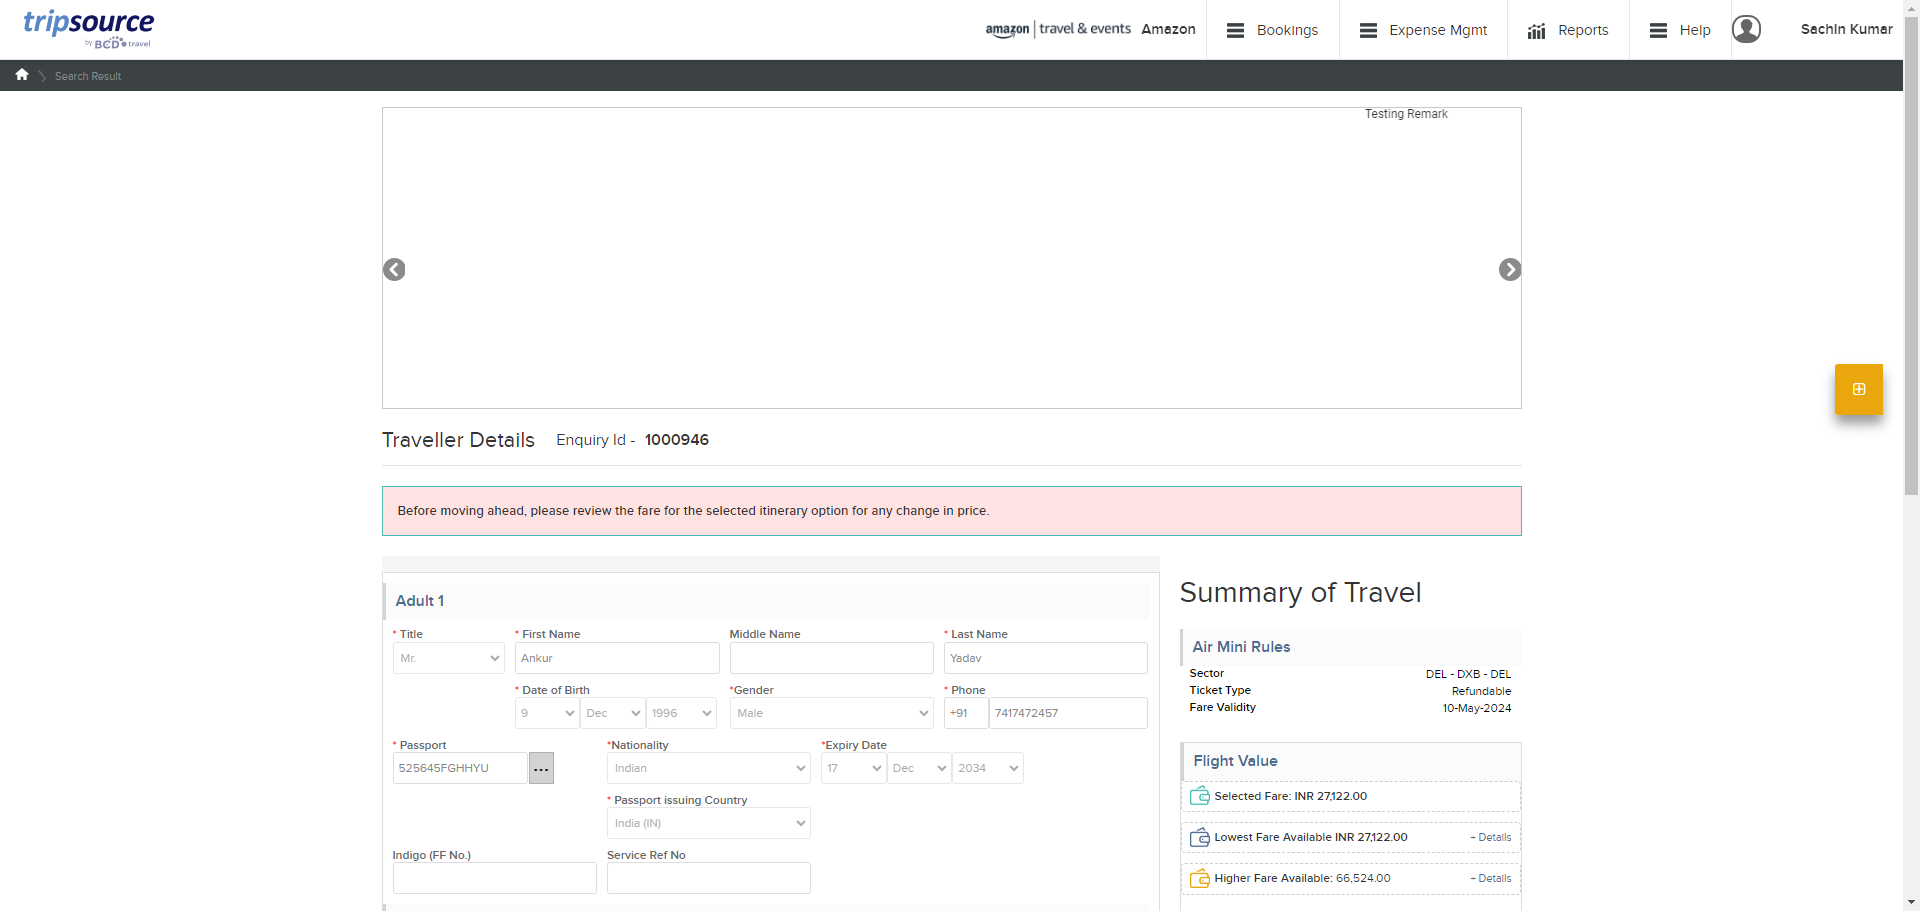 tripsource
by BCD travel
amazon | travel & events Amazon
Bookings
Expense Mgmt
Reports
Help
Sachin Kumar
Search Result
Testing Remark
Traveller Details Enquiry Id - 1000946
Before moving ahead, please review the fare for the selected itinerary option for any change in price.
Adult 1
* Title * First Name Middle Name * Last Name
Mr. Ankur Yadav
* Date of Birth *Gender * Phone
9 Dec 1996 Male +91 7417472457
* Passport *Nationality *Expiry Date
525645FGHHYU ... Indian 17 Dec 2034
* Passport issuing Country
India (IN)
Indigo (FF No.) Service Ref No
Summary of Travel
Air Mini Rules
Sector DEL - DXB - DEL
Ticket Type Refundable
Fare Validity 10-May-2024
Flight Value
Selected Fare: INR 27,122.00
Lowest Fare Available INR 27,122.00 + Details
Higher Fare Available: 66,524.00 + Details